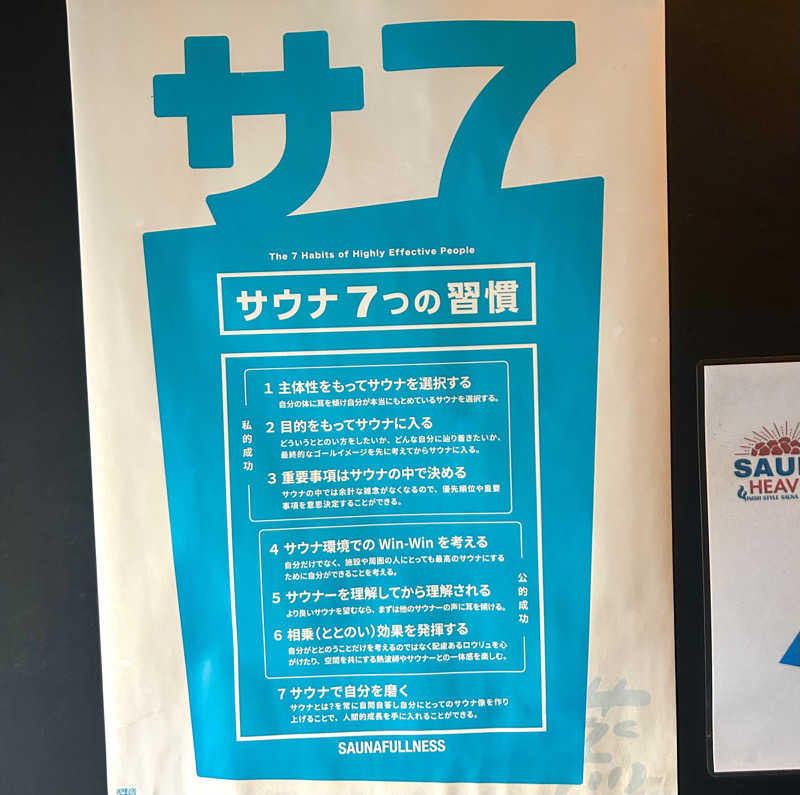 サ7
The 7 Habits of Highly Effective People
サウナ7つの習慣
私的成功
1 主体性をもってサウナを選択する
自分の体に耳を傾け自分が本当にもとめているサウナを選択する。
2 目的をもってサウナに入る
どういうととのい方をしたいか、どんな自分に辿り着きたいか、
最終的なゴールイメージを先に考えてからサウナに入る。
3 重要事項はサウナの中で決める
サウナの中では余計な雑念がなくなるので、優先順位や重要
事項を意思決定することができる。
公的成功
4 サウナ環境での Win-Win を考える
自分だけでなく、施設や周囲の人にとっても最高のサウナにする
ために自分ができることを考える。
5 サウナーを理解してから理解される
より良いサウナを望むなら、まずは他のサウナーの声に耳を傾ける。
6 相乗(ととのい)効果を発揮する
自分がととのうことだけを考えるのではなく配慮あるロウリュを心
がけたり、空間を共にする熱波師やサウナーとの一体感を楽しむ。
7 サウナで自分を磨く
サウナとは?を常に自問自答し自分にとってのサウナ像を作り
上げることで、人間的成長を手に入れることができる。
SAUNAFULLNESS
SAU
HEAV
STYLE SAUNA